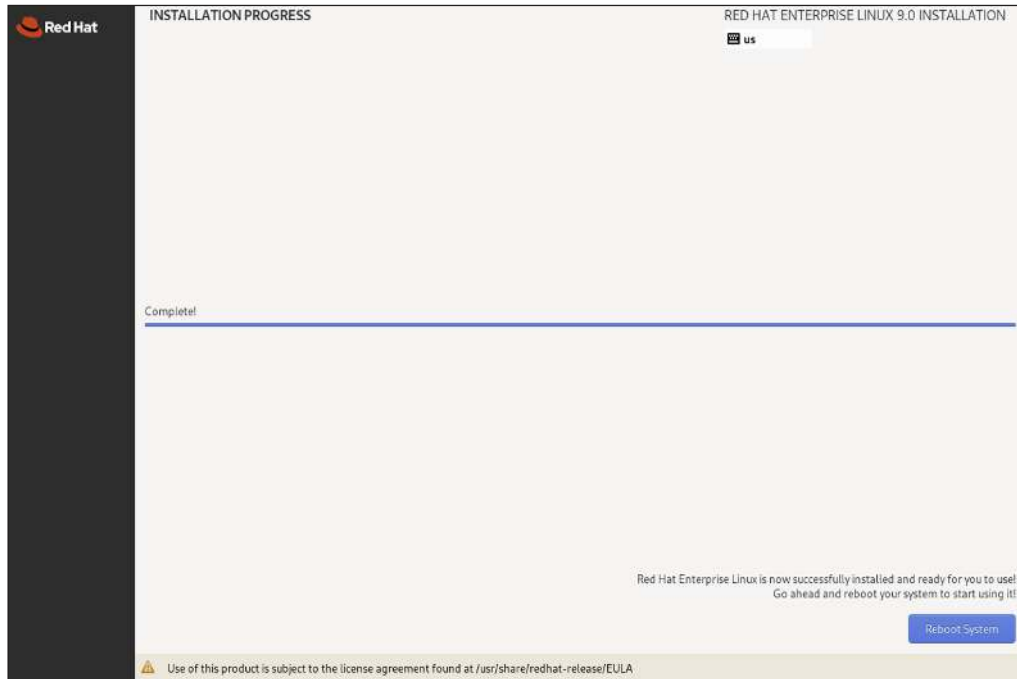 Red Hat
INSTALLATION PROGRESS
RED HAT ENTERPRISE LINUX 9.0 INSTALLATION
us
Complete!
Red Hat Enterprise Linux is now successfully installed and ready for you to use!
Go ahead and reboot your system to start using it!
Reboot System
Use of this product is subject to the license agreement found at /usr/share/redhat-release/EULA